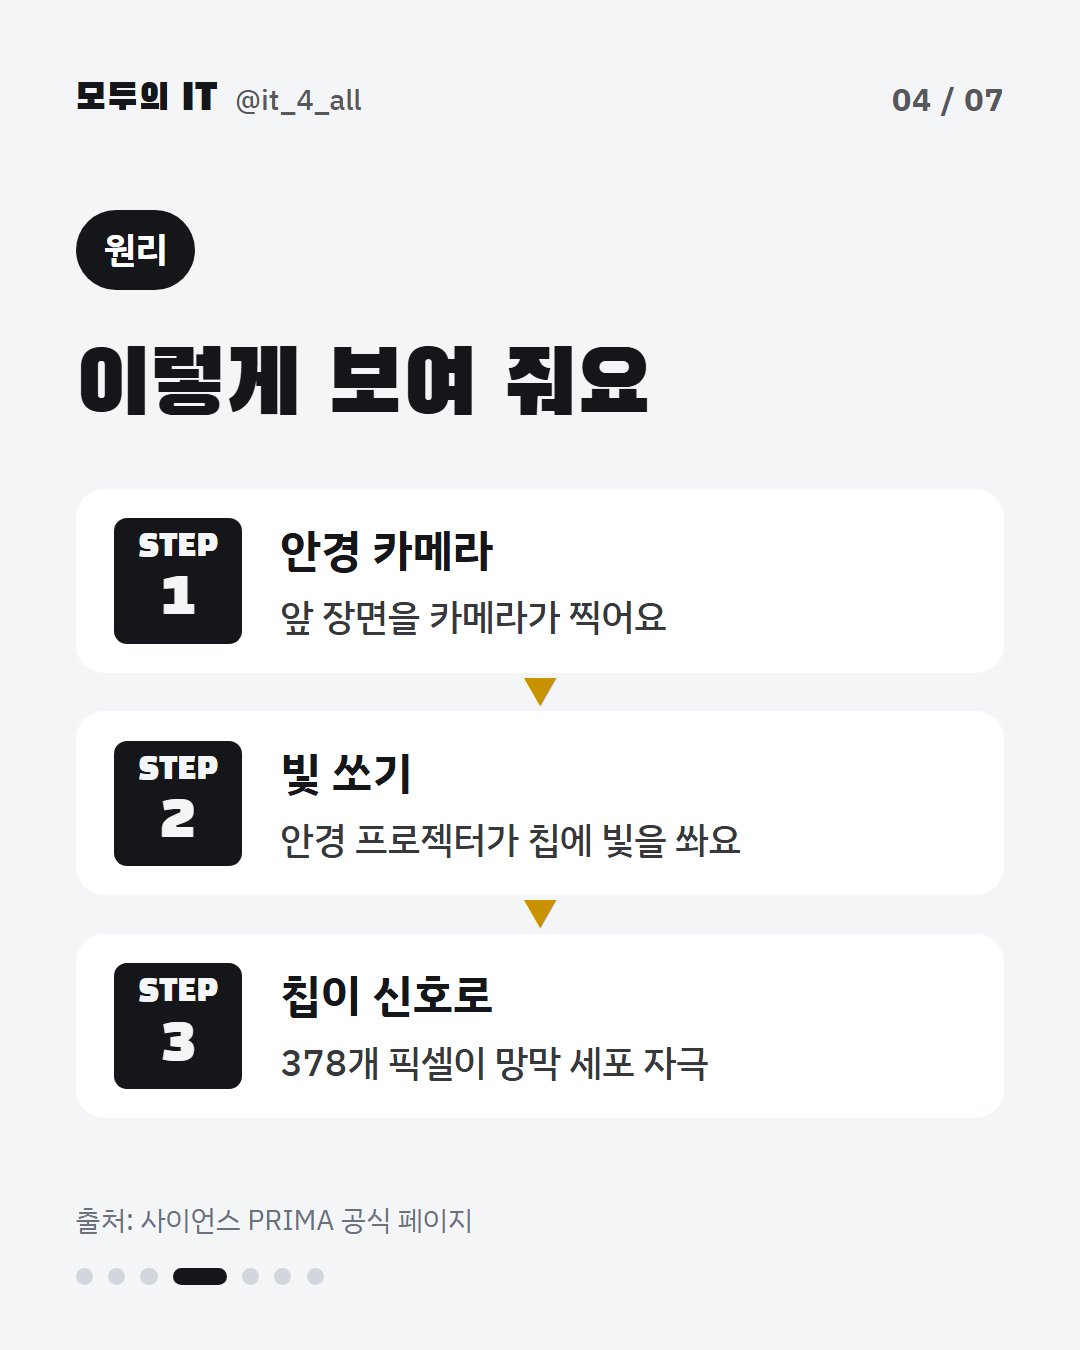 모두의 IT @it_4_all
04 / 07
원리
이렇게 보여 줘요
STEP
1
안경 카메라
앞 장면을 카메라가 찍어요
STEP
2
빛 쏘기
안경 프로젝터가 칩에 빛을 쏴요
STEP
3
칩이 신호로
378개 픽셀이 망막 세포 자극
출처: 사이언스 PRIMA 공식 페이지